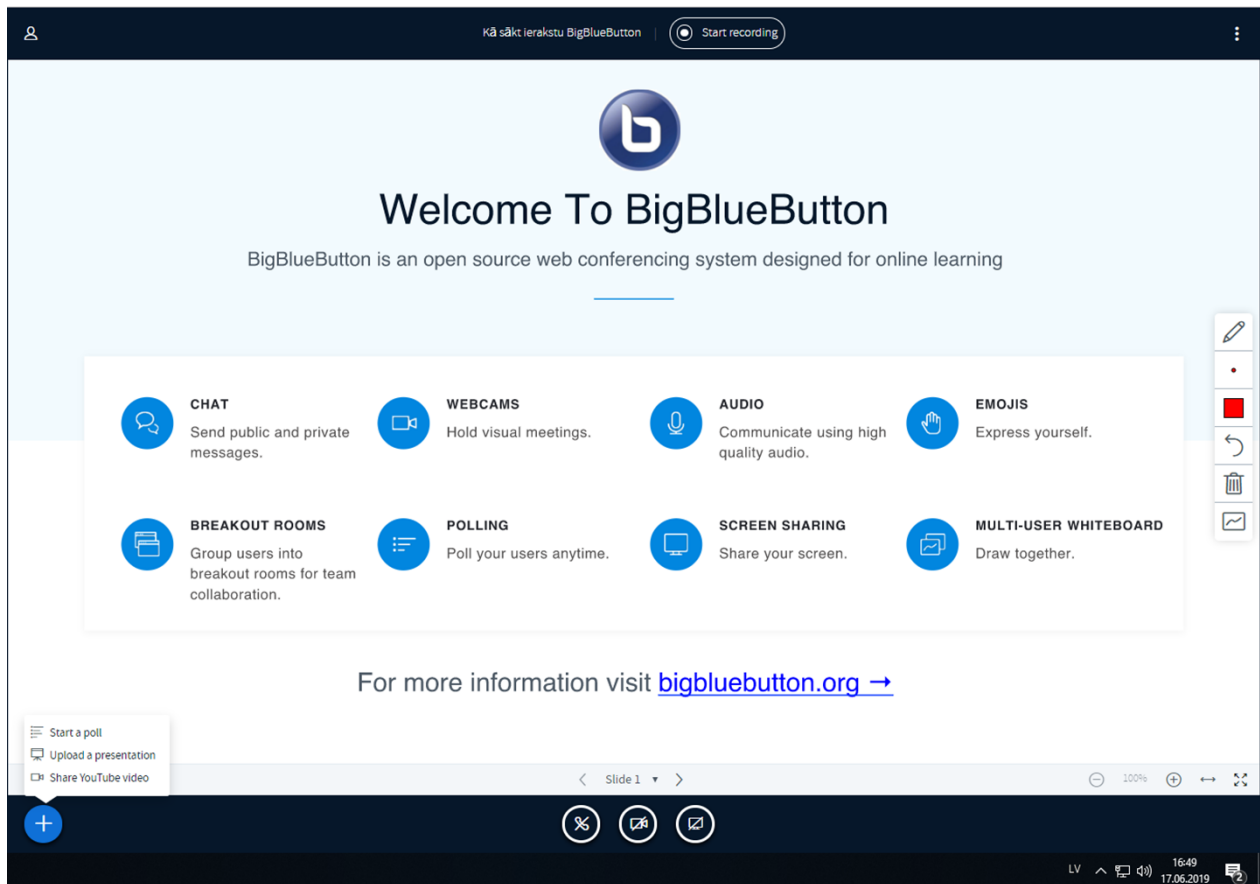 Kā sākt ierakstu BigBlueButton
Start recording
Welcome To BigBlueButton
BigBlueButton is an open source web conferencing system designed for online learning
CHAT
Send public and private
messages.
WEBCAMS
Hold visual meetings.
AUDIO
Communicate using high
quality audio.
EMOJIS
Express yourself.
BREAKOUT ROOMS
Group users into
breakout rooms for team
collaboration.
POLLING
Poll your users anytime.
SCREEN SHARING
Share your screen.
MULTI-USER WHITEBOARD
Draw together.
For more information visit bigbluebutton.org →
Start a poll
Upload a presentation
Share YouTube video
Slide 1
100%
LV
16:49
17.06.2019
2